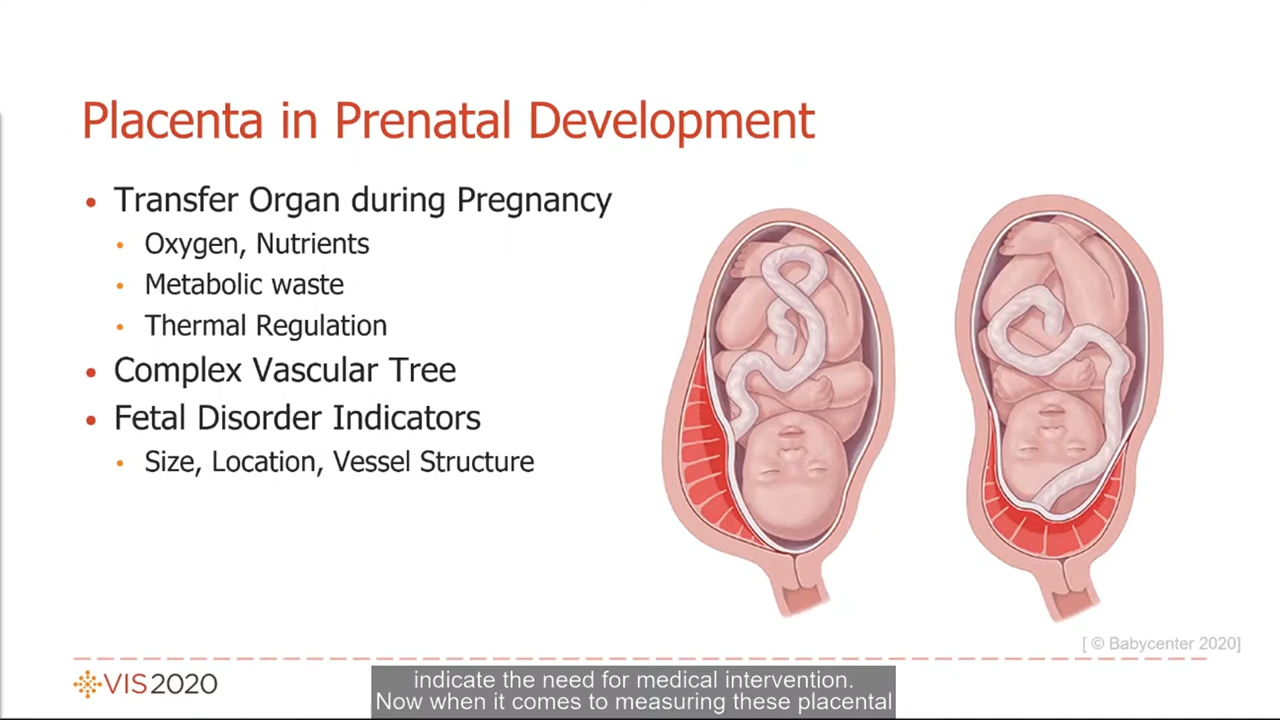 Placenta in Prenatal Development
• Transfer Organ during Pregnancy
• Oxygen, Nutrients
• Metabolic waste
• Thermal Regulation
• Complex Vascular Tree
• Fetal Disorder Indicators
• Size, Location, Vessel Structure
[ © Babycenter 2020]
VIS2020
indicate the need for medical intervention.
Now when it comes to measuring these placental